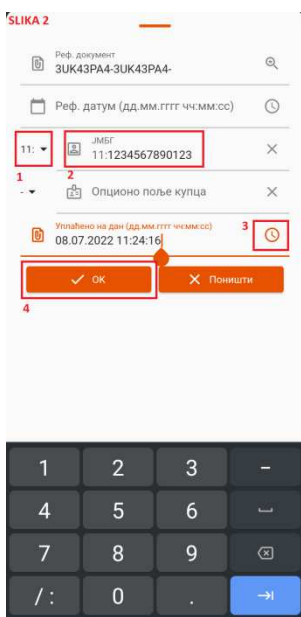 SLIKA 2
Реф. документ
3UK43PA4-3UK43PA4-
Реф. датум (дд.мм.гггг чч:мм:сс)
11:
ЈМБГ
11:1234567890123
1
2
-
Опционо поље купца
3
Уплаћено на дан (дд.мм.гггг чч:мм:сс)
08.07.2022 11:24:16
ОК
Поништи
4
1 2 3 -
4 5 6
7 8 9
/ : 0 .